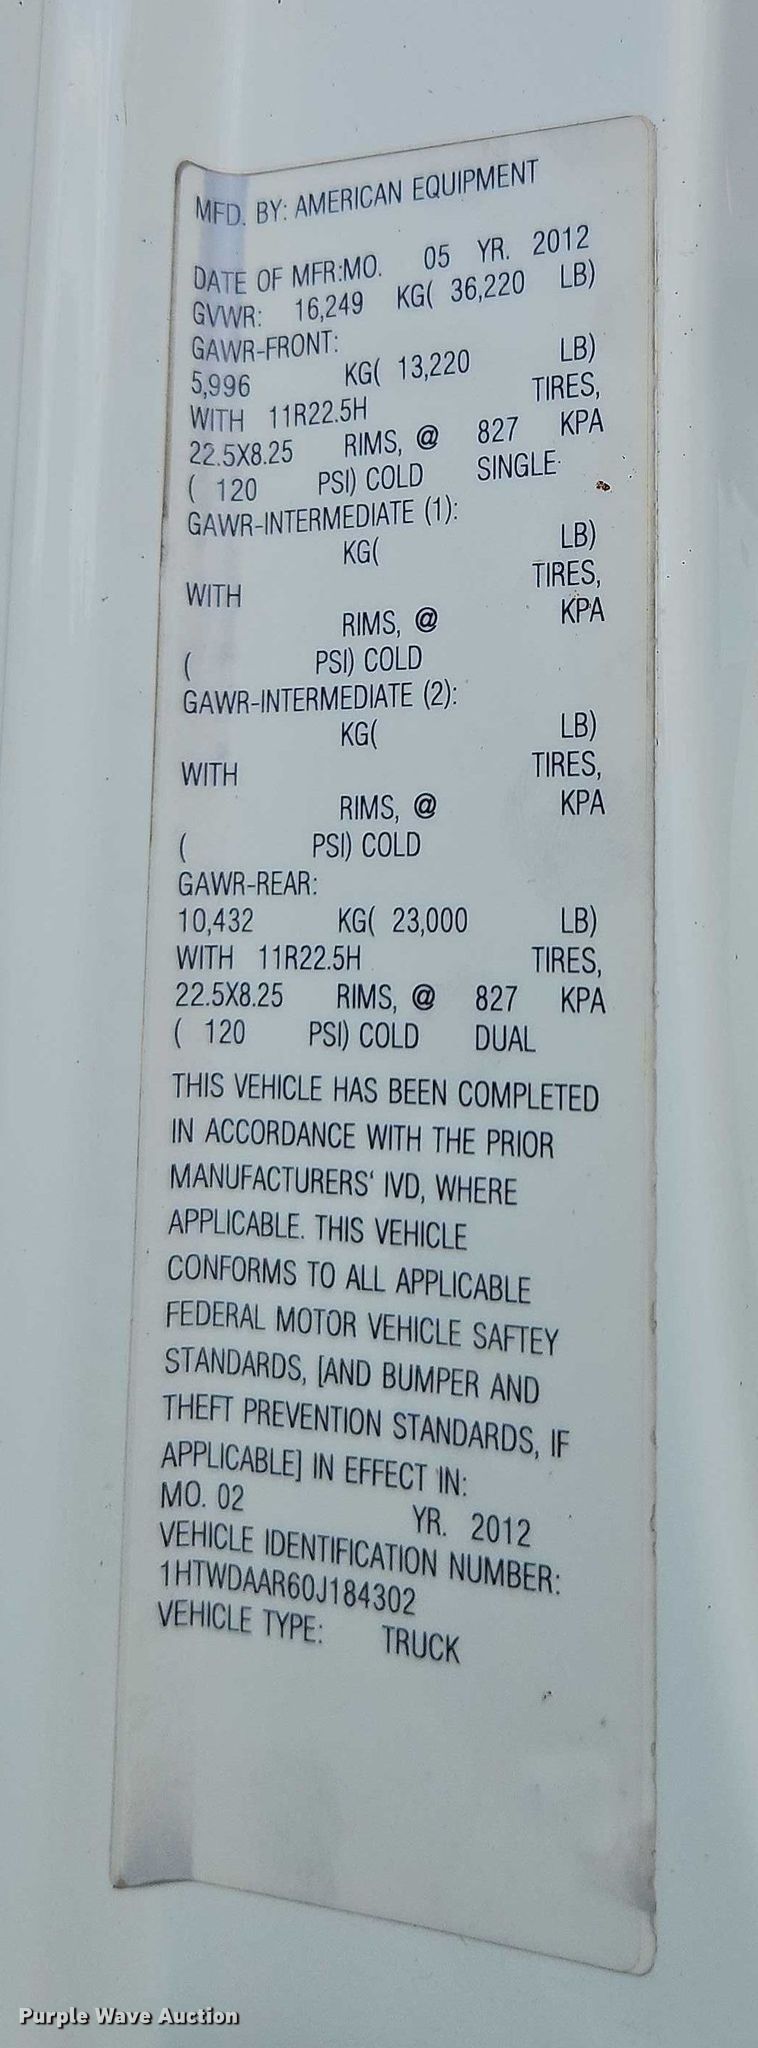 MFD. BY: AMERICAN EQUIPMENT
DATE OF MFR:MO. 05 YR. 2012
GVWR: 16,249 KG( 36,220 LB)
GAWR-FRONT:
5,996 KG( 13,220 LB)
WITH 11R22.5H TIRES,
22.5X8.25 RIMS, @ 827 KPA
( 120 PSI) COLD SINGLE
GAWR-INTERMEDIATE (1):
KG( LB)
WITH TIRES,
RIMS, @ KPA
( PSI) COLD
GAWR-INTERMEDIATE (2):
KG( LB)
WITH TIRES,
RIMS, @ KPA
( PSI) COLD
GAWR-REAR:
10,432 KG( 23,000 LB)
WITH 11R22.5H TIRES,
22.5X8.25 RIMS, @ 827 KPA
( 120 PSI) COLD DUAL
THIS VEHICLE HAS BEEN COMPLETED
IN ACCORDANCE WITH THE PRIOR
MANUFACTURERS‘ IVD, WHERE
APPLICABLE. THIS VEHICLE
CONFORMS TO ALL APPLICABLE
FEDERAL MOTOR VEHICLE SAFTEY
STANDARDS, [AND BUMPER AND
THEFT PREVENTION STANDARDS, IF
APPLICABLE] IN EFFECT IN:
MO. 02 YR. 2012
VEHICLE IDENTIFICATION NUMBER:
1HTWDAAR60J184302
VEHICLE TYPE: TRUCK
Purple Wave Auction